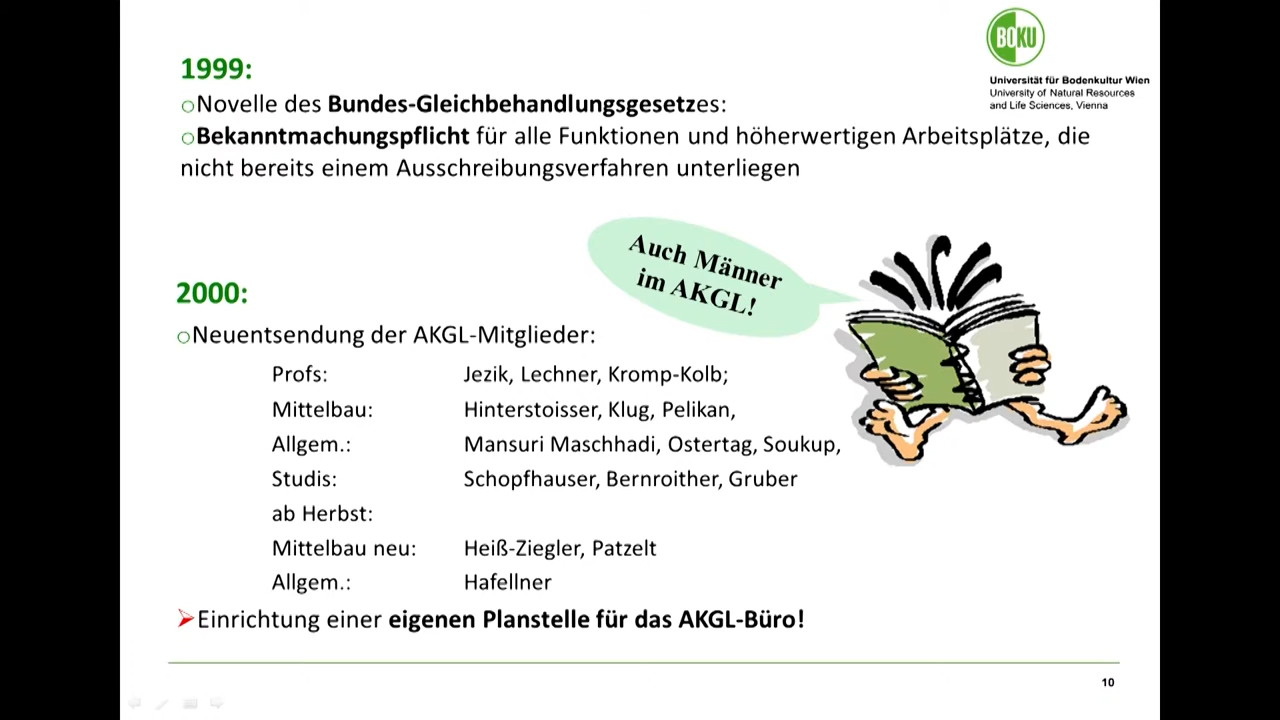 BOKU
Universität für Bodenkultur Wien
University of Natural Resources
and Life Sciences, Vienna
1999:
Novelle des Bundes-Gleichbehandlungsgesetzes:
Bekanntmachungspflicht für alle Funktionen und höherwertigen Arbeitsplätze, die
nicht bereits einem Ausschreibungsverfahren unterliegen
Auch Männer
im AKGL!
2000:
Neuentsendung der AKGL-Mitglieder:
Profs: Jezik, Lechner, Kromp-Kolb;
Mittelbau: Hinterstoisser, Klug, Pelikan,
Allgem.: Mansuri Maschhadi, Ostertag, Soukup,
Studis: Schopfhauser, Bernroither, Gruber
ab Herbst:
Mittelbau neu: Heiß-Ziegler, Patzelt
Allgem.: Hafellner
Einrichtung einer eigenen Planstelle für das AKGL-Büro!
10